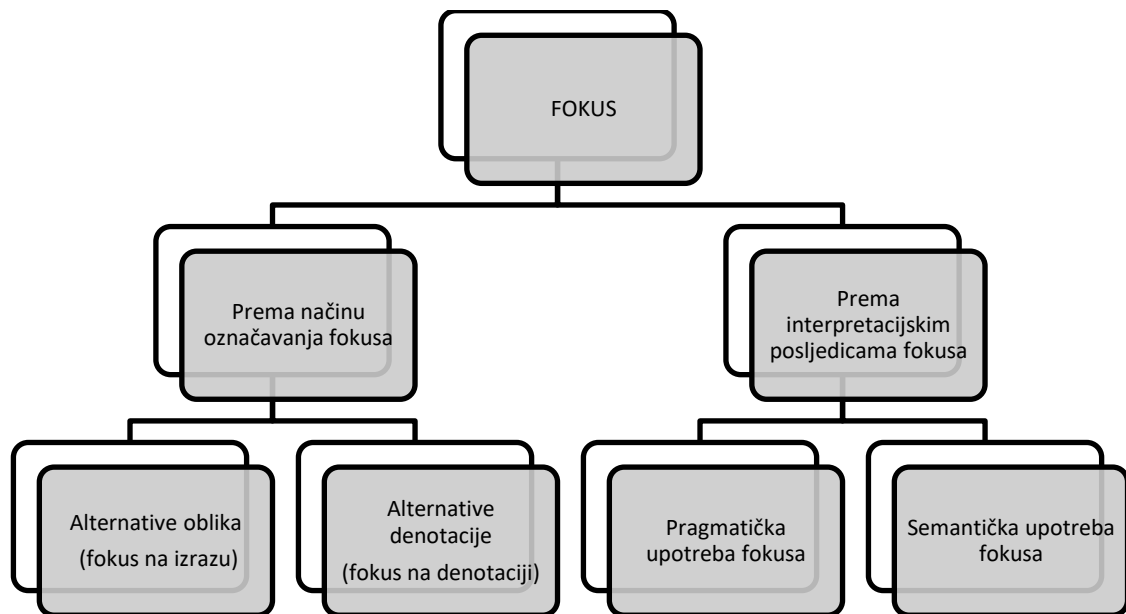 FOKUS
Prema načinu
označavanja fokusa
Prema
interpretacijskim
posljedicama fokusa
Alternative oblika
(fokus na izrazu)
Alternative
denotacije
(fokus na denotaciji)
Pragmatička
upotreba fokusa
Semantička upotreba
fokusa